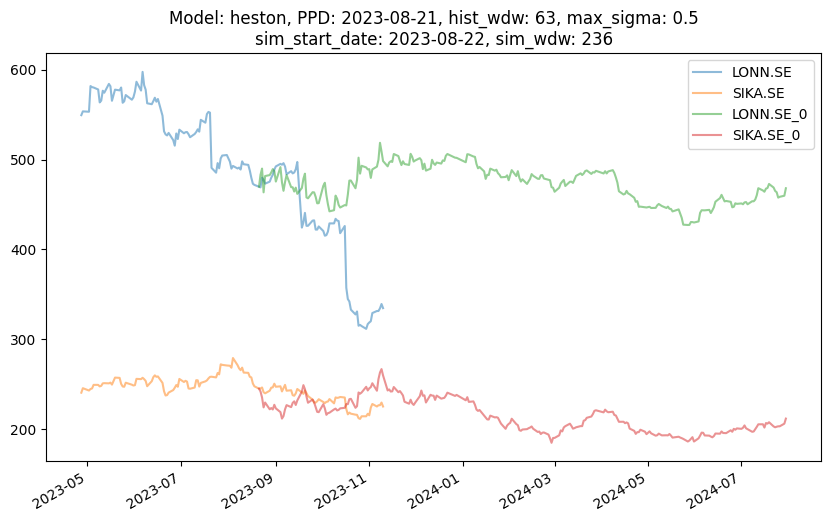 Model: heston, PPD: 2023-08-21, hist_wdw: 63, max_sigma: 0.5
sim_start_date: 2023-08-22, sim_wdw: 236
LONN.SE
SIKA.SE
LONN.SE_0
SIKA.SE_0
600
500
400
300
200
2023-05
2023-07
2023-09
2023-11
2024-01
2024-03
2024-05
2024-07